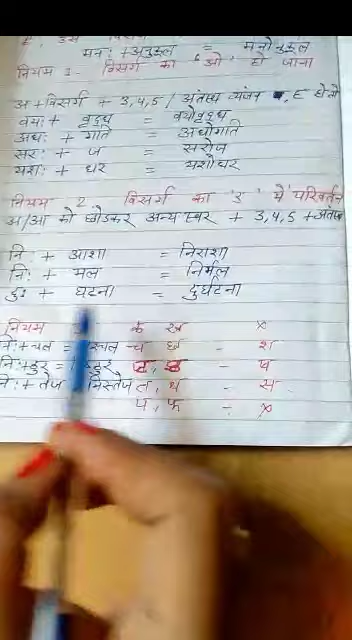 मनः + अनुकूल = मनोनुकूल
नियम 1. विसर्ग का 'ओ' हो जाना
अ + विसर्ग + 3,4,5 / अंतस्थ व्यंजन , ह होतो
वयः + वृद्ध = वयोवृद्ध
अधः + गति = अधोगति
सरः + ज = सरोज
यशः + धर = यशोधर
नियम 2 विसर्ग का 'र' में परिवर्तन
अ/आ को छोडकर अन्य स्वर + 3,4,5 + अंतस्थ
निः + आशा = निराशा
निः + मल = निर्मल
दुः + घटना = दुर्घटना
नियम क ख x
च छ - श
ट ठ - ष
निः + तेज निस्तेज त, थ - स
प, फ - x